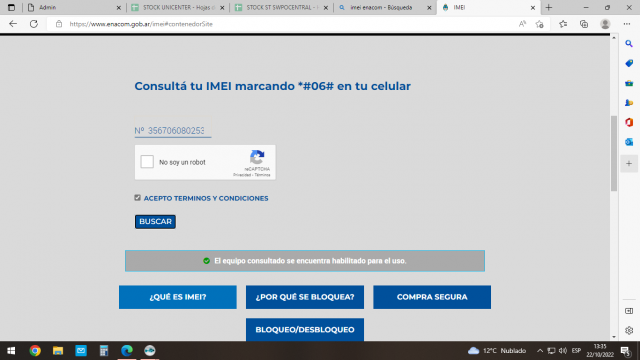 Admin
STOCK UNICENTER - Hojas d
STOCK ST SWPOCENTRAL -
imei enacom - Búsqueda
IMEI
https://www.enacom.gob.ar/imei#contenedorSite
Consultá tu IMEI marcando *#06# en tu celular
Nº 356706080253
No soy un robot
reCAPTCHA
Privacidad - Términos
ACEPTO TERMINOS Y CONDICIONES
BUSCAR
El equipo consultado se encuentra habilitado para el uso.
¿QUÉ ES IMEI?
¿POR QUÉ SE BLOQUEA?
COMPRA SEGURA
BLOQUEO/DESBLOQUEO
12°C Nublado
ESP
13:35
22/10/2022